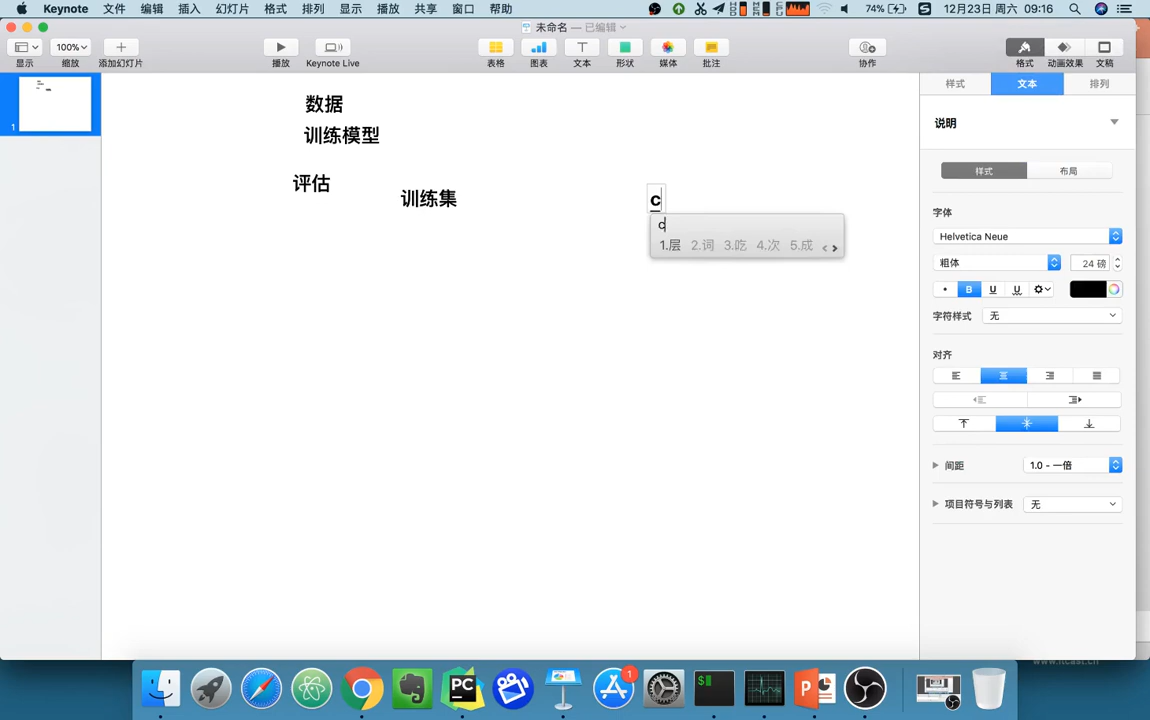 Keynote 文件 编辑 插入 幻灯片 格式 排列 显示 播放 共享 窗口 帮助
74% 12月23日 周六 09:16
未命名 — 已编辑
100%
显示 缩放 添加幻灯片 播放 Keynote Live 表格 图表 文本 形状 媒体 批注 协作 格式 动画效果 文稿
1
数据
训练模型
评估
训练集
c
c
1.层 2.词 3.吃 4.次 5.成
样式 文本 排列
说明
样式 布局
字体
Helvetica Neue
粗体 24 磅
B U U
字符样式 无
对齐
间距 1.0 - 一倍
项目符号与列表 无
www.itcast.cn
PC
1
$
P